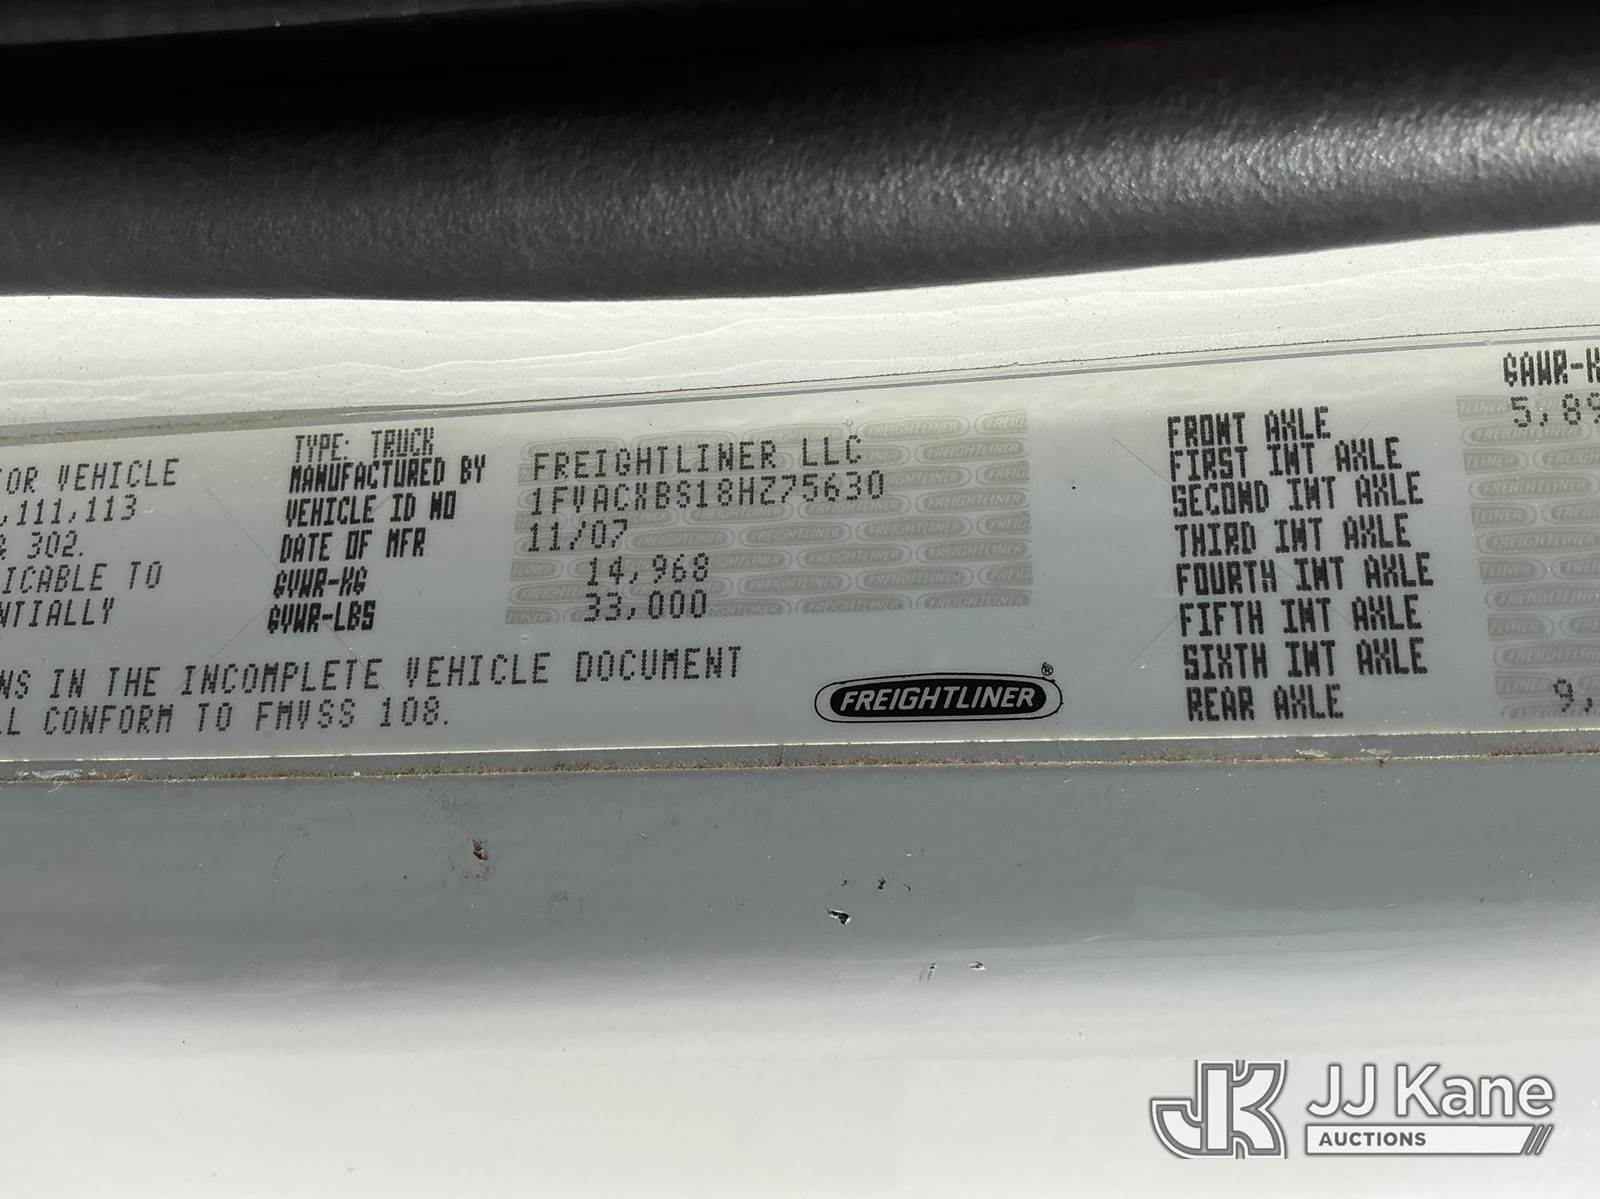 OR VEHICLE
,111,113
& 302.
ICABLE TO
NTIALLY
NS IN THE INCOMPLETE VEHICLE DOCUMENT
LL CONFORM TO FMVSS 108.
TYPE: TRUCK
MANUFACTURED BY FREIGHTLINER LLC
VEHICLE ID NO 1FVACXBS18HZ75630
DATE OF MFR 11/07
GVWR-KG 14,968
GVWR-LBS 33,000
FREIGHTLINER®
GAWR-K
FRONT AXLE 5,89
FIRST INT AXLE
SECOND INT AXLE
THIRD INT AXLE
FOURTH INT AXLE
FIFTH INT AXLE
SIXTH INT AXLE
REAR AXLE 9,
JK JJ Kane
AUCTIONS